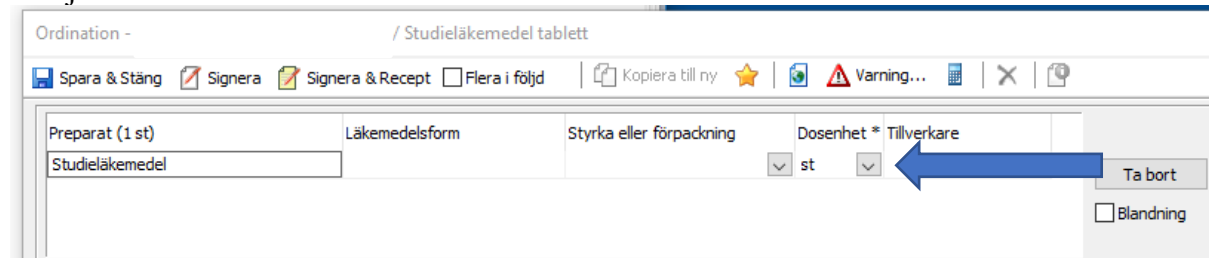 Ordination - / Studieläkemedel tablett
Spara & Stäng Signera Signera & Recept Flera i följd Kopiera till ny Varning...
Preparat (1 st) Läkemedelsform Styrka eller förpackning Dosenhet * Tillverkare
Studieläkemedel st
Ta bort
Blandning